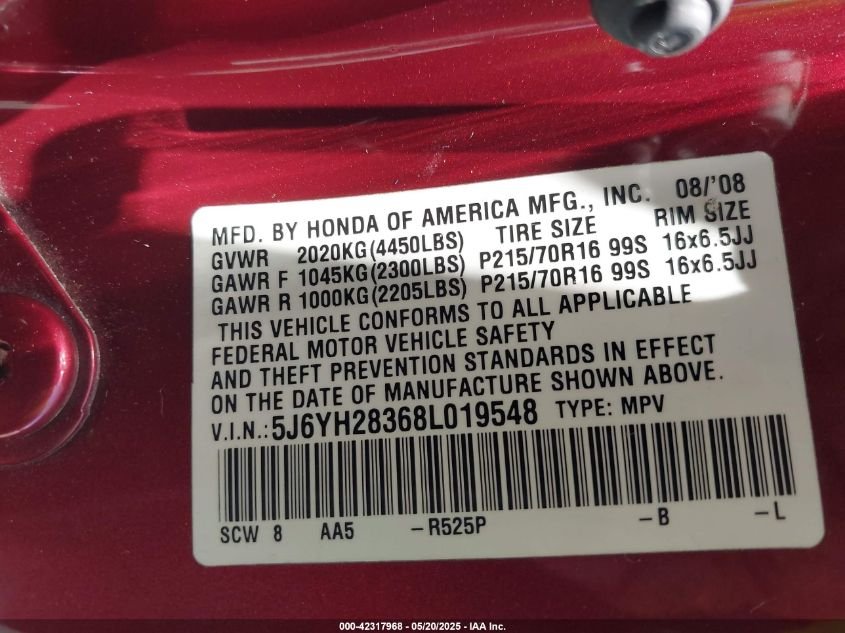 MFD. BY HONDA OF AMERICA MFG., INC. 08/'08
GVWR 2020KG(4450LBS) TIRE SIZE RIM SIZE
GAWR F 1045KG(2300LBS) P215/70R16 99S 16x6.5JJ
GAWR R 1000KG(2205LBS) P215/70R16 99S 16x6.5JJ
THIS VEHICLE CONFORMS TO ALL APPLICABLE
FEDERAL MOTOR VEHICLE SAFETY
AND THEFT PREVENTION STANDARDS IN EFFECT
ON THE DATE OF MANUFACTURE SHOWN ABOVE.
V.I.N.: 5J6YH28368L019548 TYPE: MPV
SCW 8 AA5 -R525P -B -L
000-42317968 - 05/20/2025 - IAA Inc.